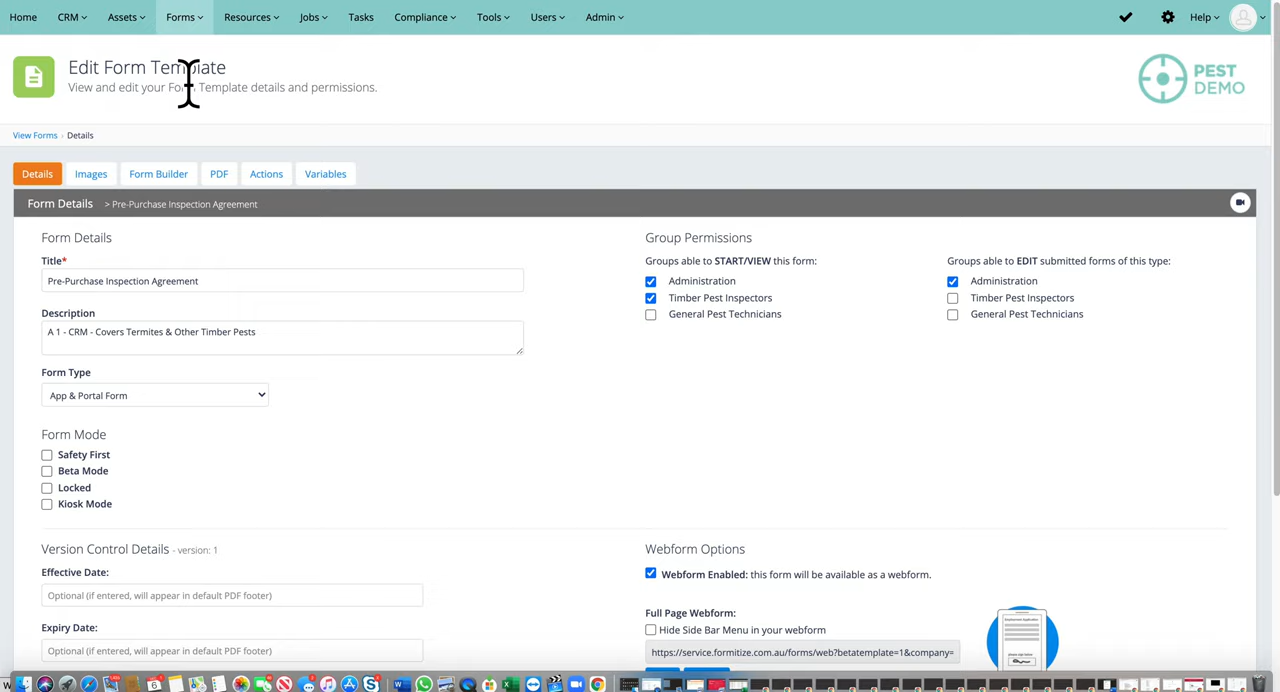 Home CRM Assets Forms Resources Jobs Tasks Compliance Tools Users Admin Help
Edit Form Template
View and edit your Form Template details and permissions.
PEST
DEMO
View Forms › Details
Details Images Form Builder PDF Actions Variables
Form Details > Pre-Purchase Inspection Agreement
Form Details
Title*
Pre-Purchase Inspection Agreement
Description
A 1 - CRM - Covers Termites & Other Timber Pests
Form Type
App & Portal Form
Form Mode
Safety First
Beta Mode
Locked
Kiosk Mode
Group Permissions
Groups able to START/VIEW this form:
Administration
Timber Pest Inspectors
General Pest Technicians
Groups able to EDIT submitted forms of this type:
Administration
Timber Pest Inspectors
General Pest Technicians
Version Control Details - version: 1
Effective Date:
Optional (if entered, will appear in default PDF footer)
Expiry Date:
Optional (if entered, will appear in default PDF footer)
Webform Options
Webform Enabled: this form will be available as a webform.
Full Page Webform:
Hide Side Bar Menu in your webform
https://service.formitize.com.au/forms/web?betatemplate=1&company=